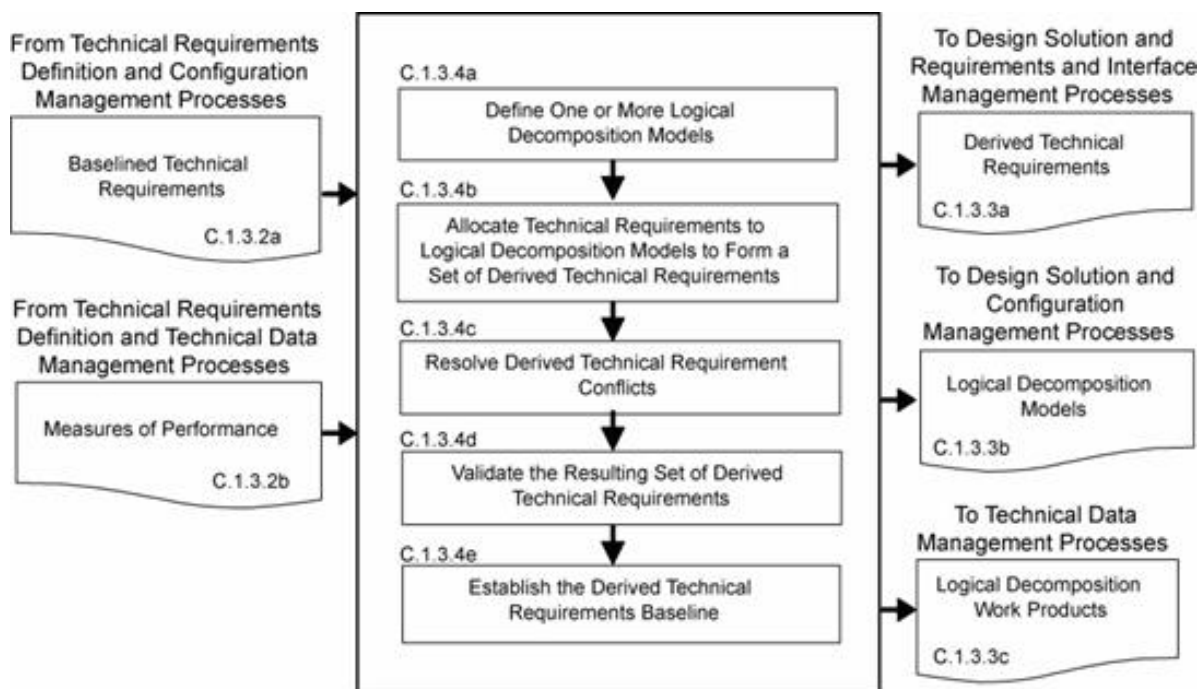 From Technical Requirements
Definition and Configuration
Management Processes
Baselined Technical
Requirements
C.1.3.2a
From Technical Requirements
Definition and Technical Data
Management Processes
Measures of Performance
C.1.3.2b
C.1.3.4a
Define One or More Logical
Decomposition Models
C.1.3.4b
Allocate Technical Requirements to
Logical Decomposition Models to Form a
Set of Derived Technical Requirements
C.1.3.4c
Resolve Derived Technical Requirement
Conflicts
C.1.3.4d
Validate the Resulting Set of Derived
Technical Requirements
C.1.3.4e
Establish the Derived Technical
Requirements Baseline
To Design Solution and
Requirements and Interface
Management Processes
Derived Technical
Requirements
C.1.3.3a
To Design Solution and
Configuration
Management Processes
Logical Decomposition
Models
C.1.3.3b
To Technical Data
Management Processes
Logical Decomposition
Work Products
C.1.3.3c